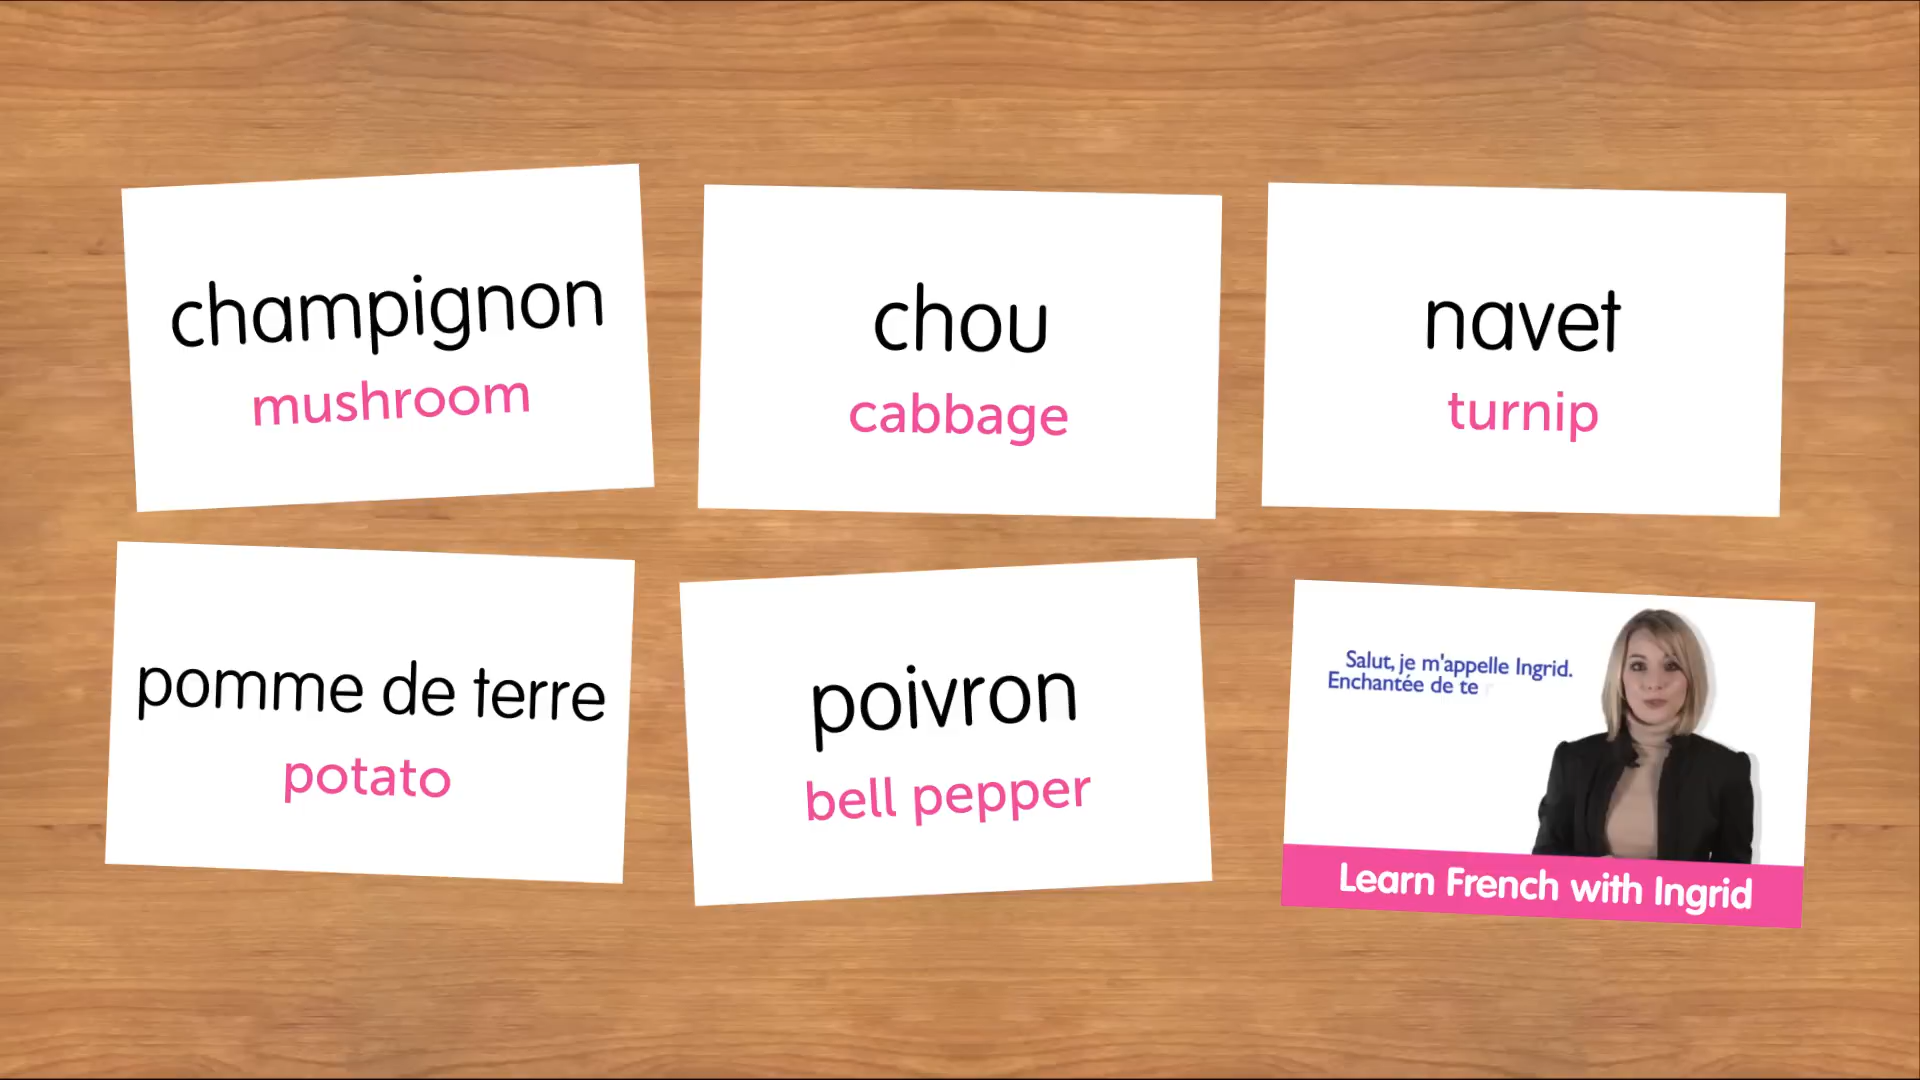 champignon
mushroom
chou
cabbage
navet
turnip
pomme de terre
potato
poivron
bell pepper
Salut, je m'appelle Ingrid.
Enchantée de te
Learn French with Ingrid